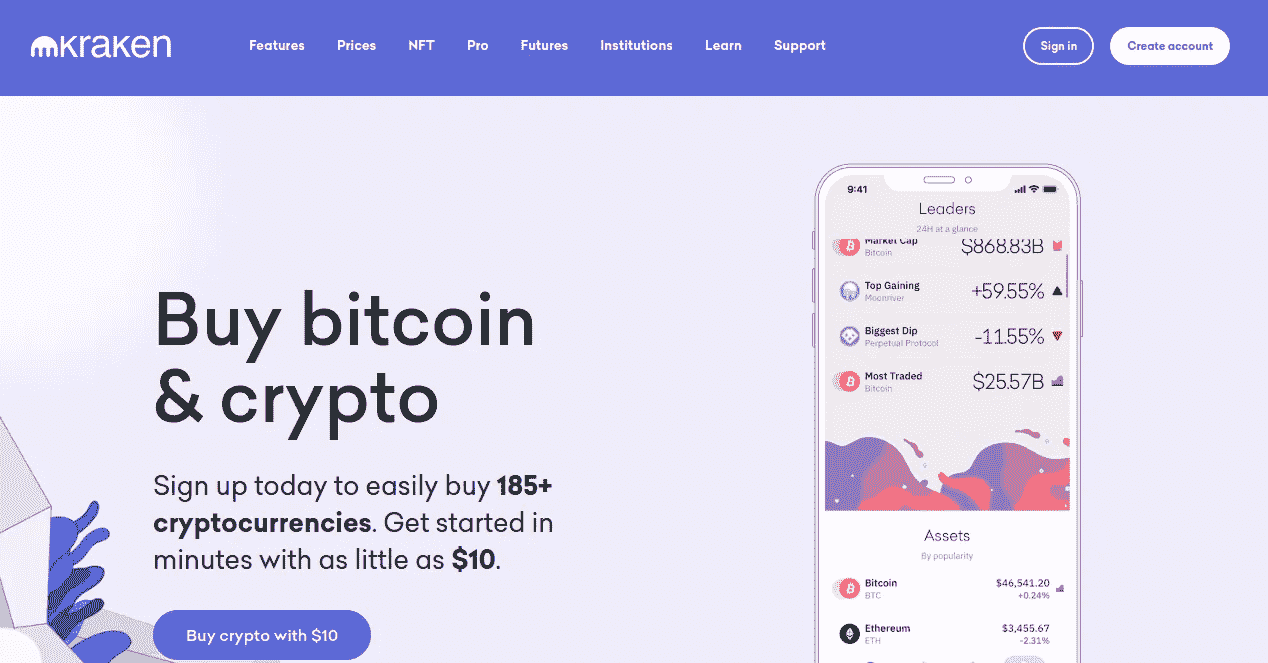 kraken
Features
Prices
NFT
Pro
Futures
Institutions
Learn
Support
Sign in
Create account
Buy bitcoin
& crypto
Sign up today to easily buy 185+
cryptocurrencies. Get started in
minutes with as little as $10.
Buy crypto with $10
9:41
Leaders
24H at a glance
Market Cap
Bitcoin
$868.83B
Top Gaining
Moonriver
+59.55%
Biggest Dip
Perpetual Protocol
-11.55%
Most Traded
Bitcoin
$25.57B
Assets
By popularity
Bitcoin
BTC
$46,541.20
+0.24%
Ethereum
ETH
$3,455.67
-2.31%